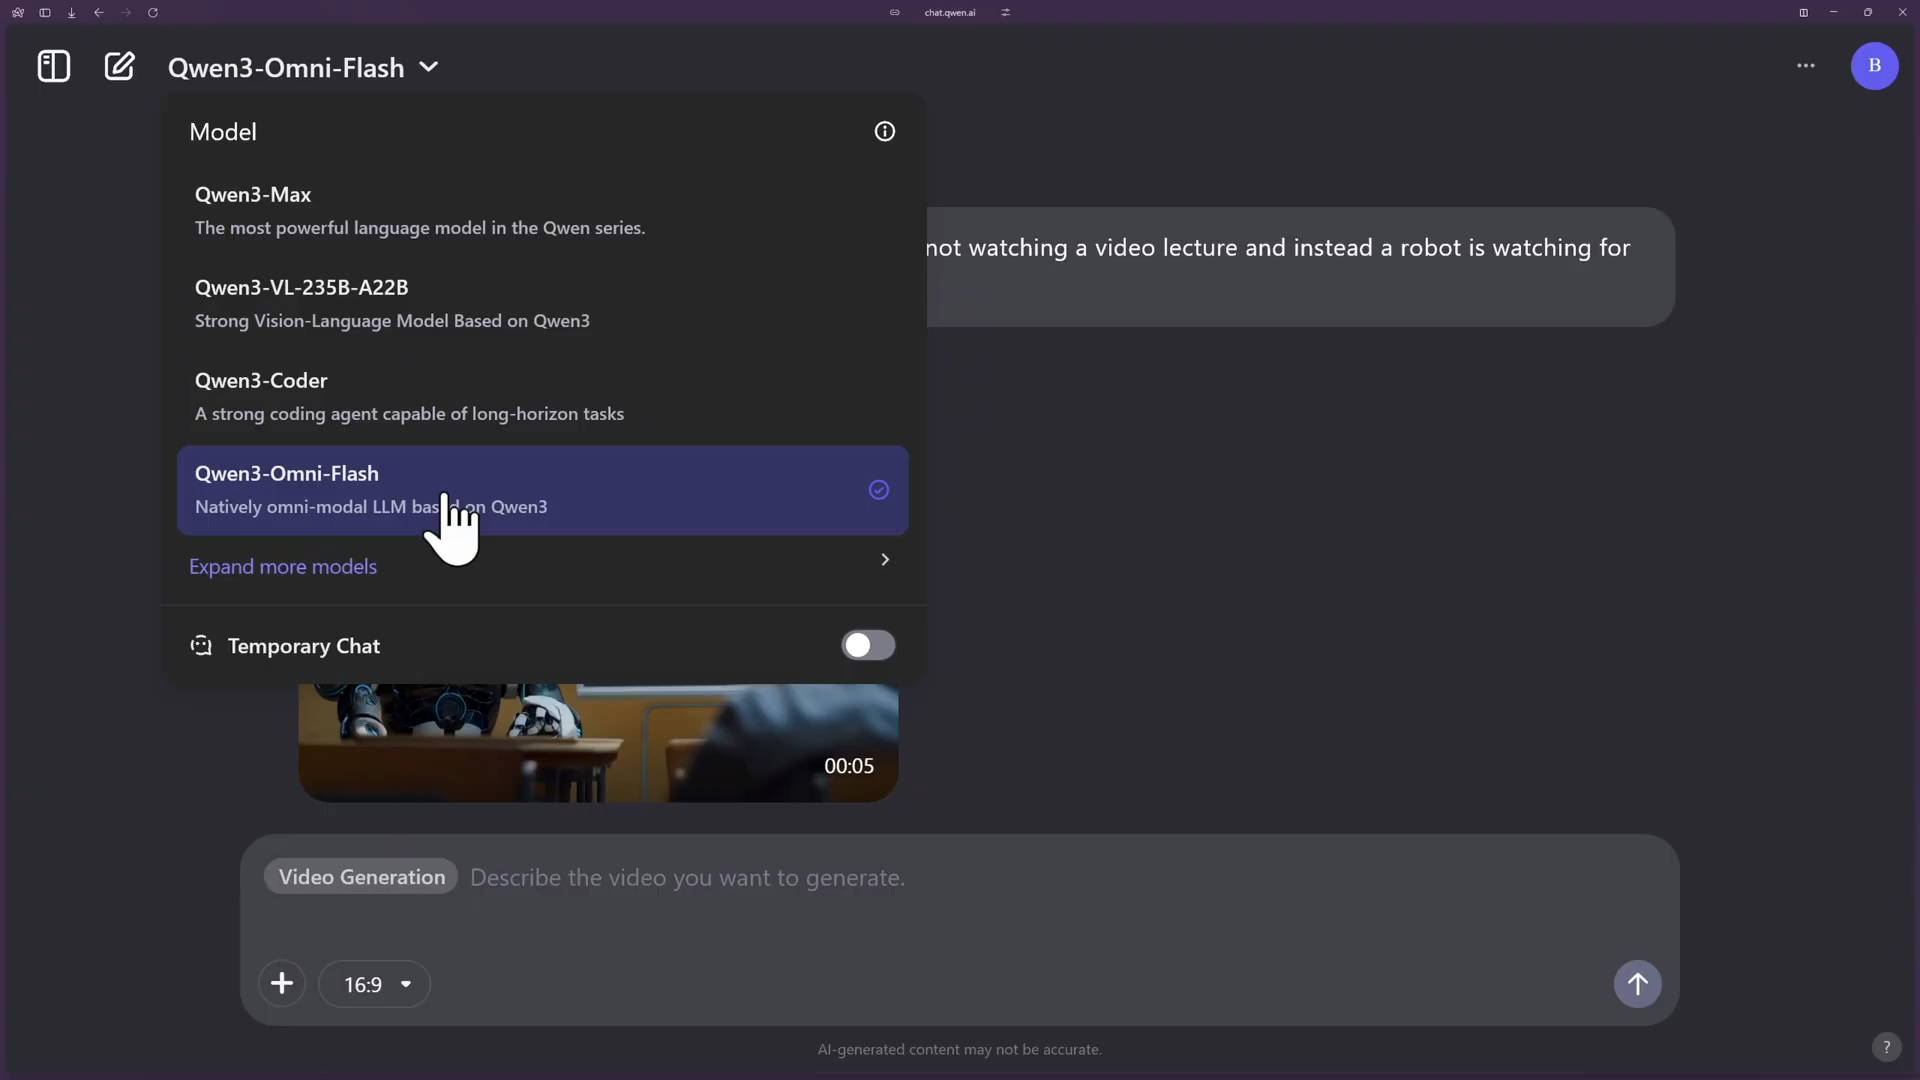 chat.qwen.ai
Qwen3-Omni-Flash
B
Model
Qwen3-Max
The most powerful language model in the Qwen series.
Qwen3-VL-235B-A22B
Strong Vision-Language Model Based on Qwen3
Qwen3-Coder
A strong coding agent capable of long-horizon tasks
Qwen3-Omni-Flash
Natively omni-modal LLM based on Qwen3
Expand more models
Temporary Chat
not watching a video lecture and instead a robot is watching for
00:05
Video Generation Describe the video you want to generate.
16:9
AI-generated content may not be accurate.
?